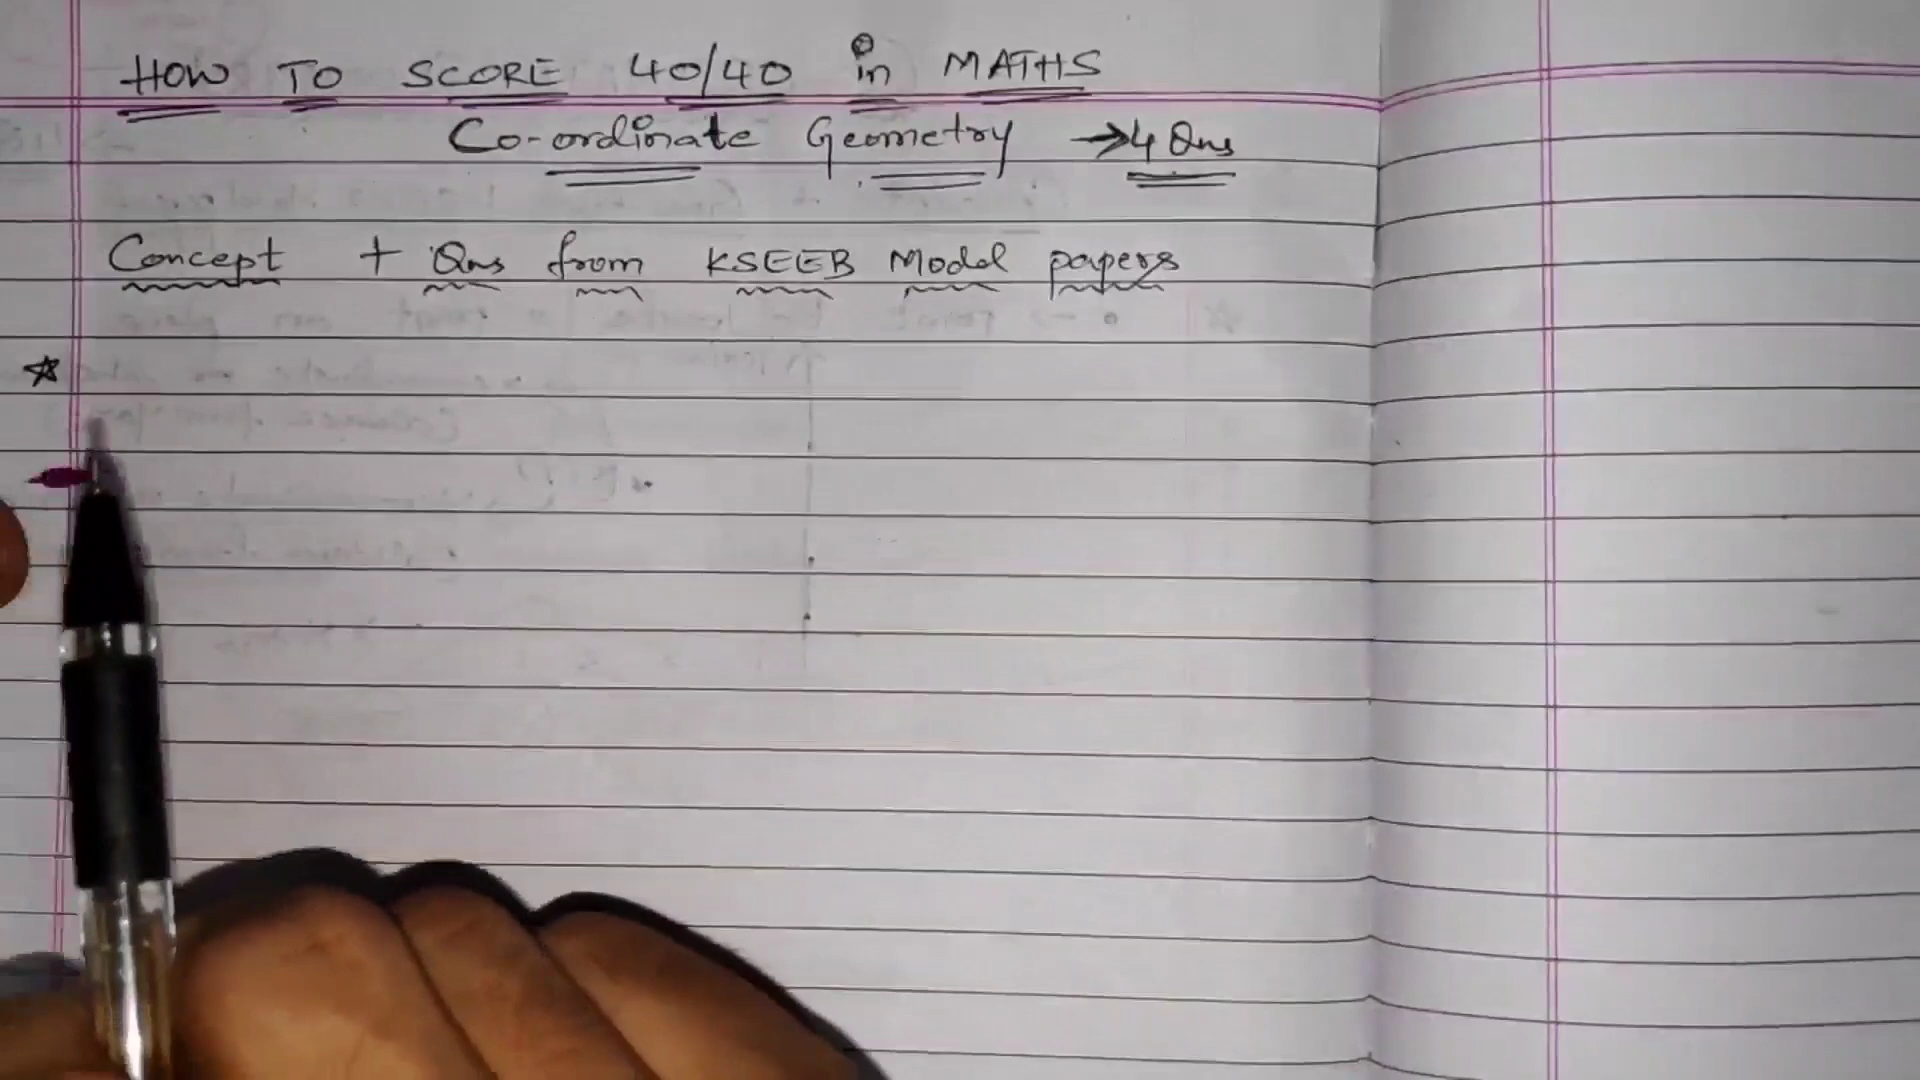 HOW TO SCORE 40/40 in MATHS
Co-ordinate Geometry → 4 Qns
Concept + Qns from KSEEB Model papers